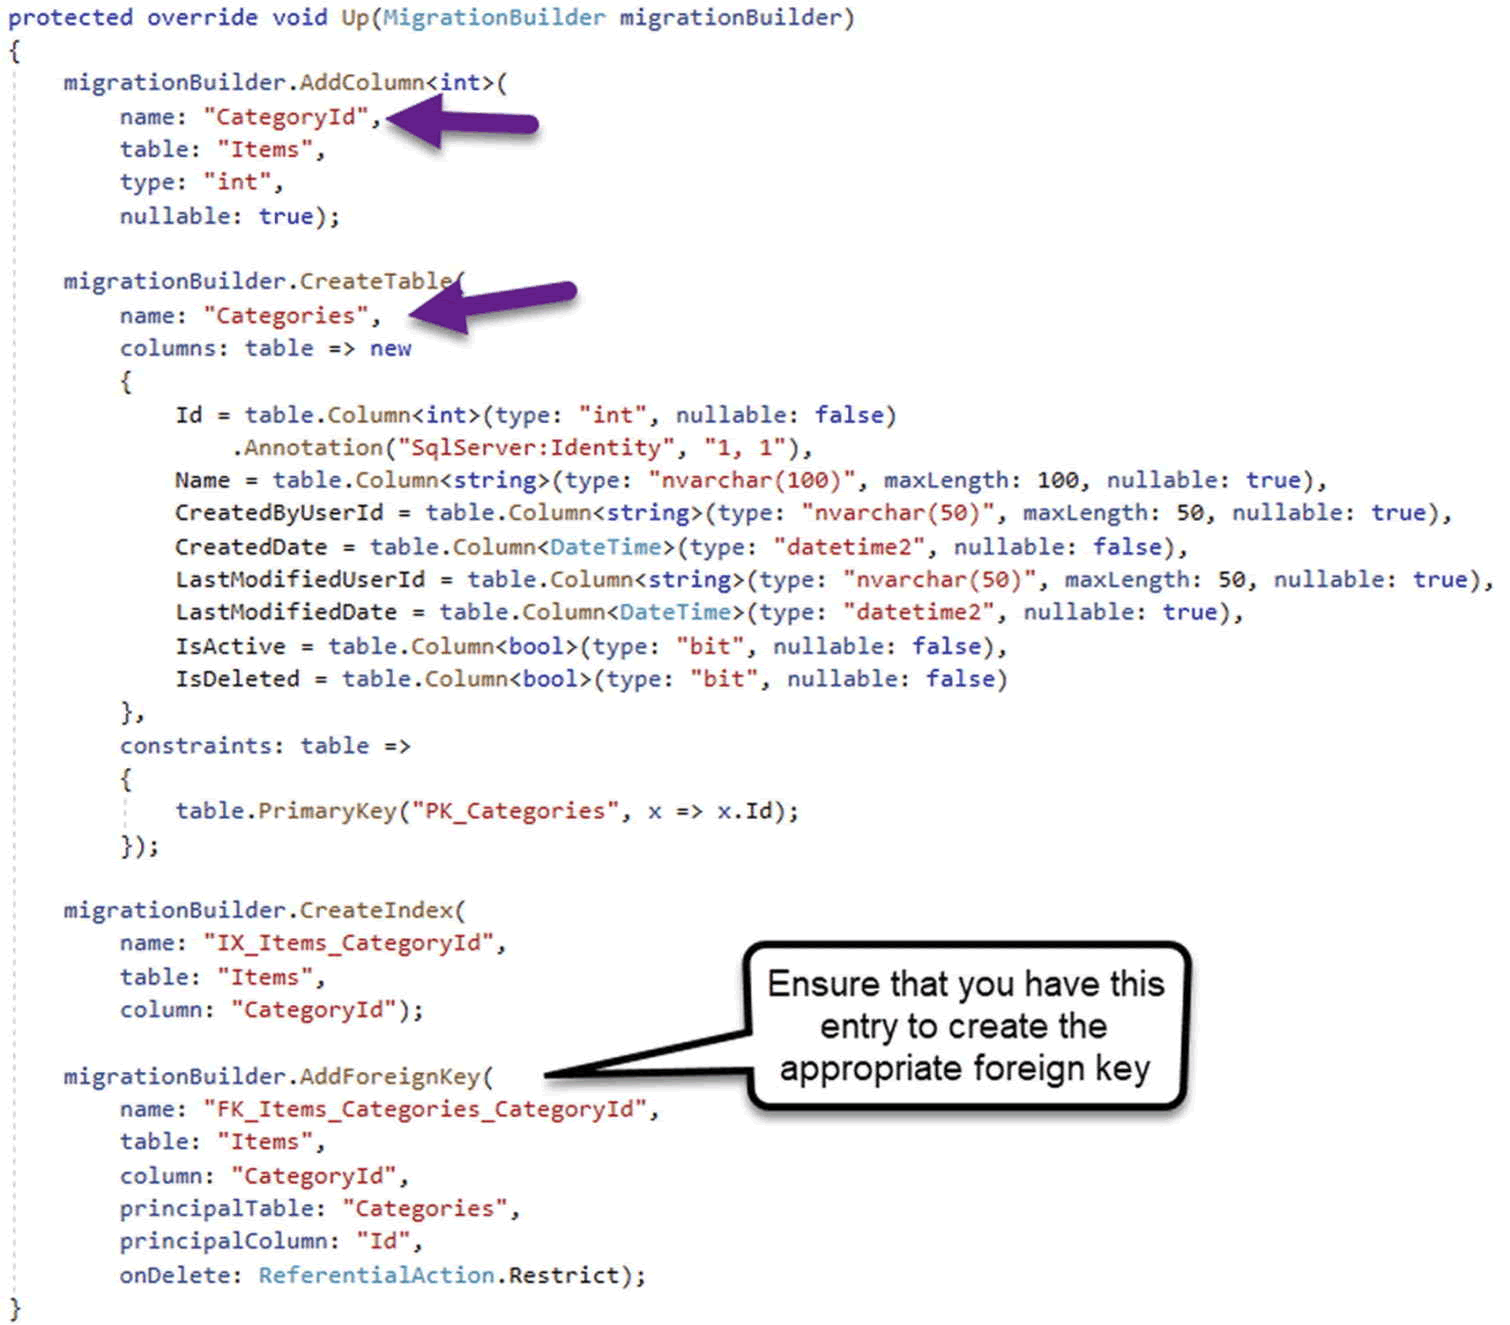 protected override void Up(MigrationBuilder migrationBuilder)
{
    migrationBuilder.AddColumn<int>(
        name: "CategoryId",
        table: "Items",
        type: "int",
        nullable: true);

    migrationBuilder.CreateTable(
        name: "Categories",
        columns: table => new
        {
            Id = table.Column<int>(type: "int", nullable: false)
                .Annotation("SqlServer:Identity", "1, 1"),
            Name = table.Column<string>(type: "nvarchar(100)", maxLength: 100, nullable: true),
            CreatedByUserId = table.Column<string>(type: "nvarchar(50)", maxLength: 50, nullable: true),
            CreatedDate = table.Column<DateTime>(type: "datetime2", nullable: false),
            LastModifiedUserId = table.Column<string>(type: "nvarchar(50)", maxLength: 50, nullable: true),
            LastModifiedDate = table.Column<DateTime>(type: "datetime2", nullable: true),
            IsActive = table.Column<bool>(type: "bit", nullable: false),
            IsDeleted = table.Column<bool>(type: "bit", nullable: false)
        },
        constraints: table =>
        {
            table.PrimaryKey("PK_Categories", x => x.Id);
        });

    migrationBuilder.CreateIndex(
        name: "IX_Items_CategoryId",
        table: "Items",
        column: "CategoryId");

    migrationBuilder.AddForeignKey(
        name: "FK_Items_Categories_CategoryId",
        table: "Items",
        column: "CategoryId",
        principalTable: "Categories",
        principalColumn: "Id",
        onDelete: ReferentialAction.Restrict);
}
Ensure that you have this
entry to create the
appropriate foreign key